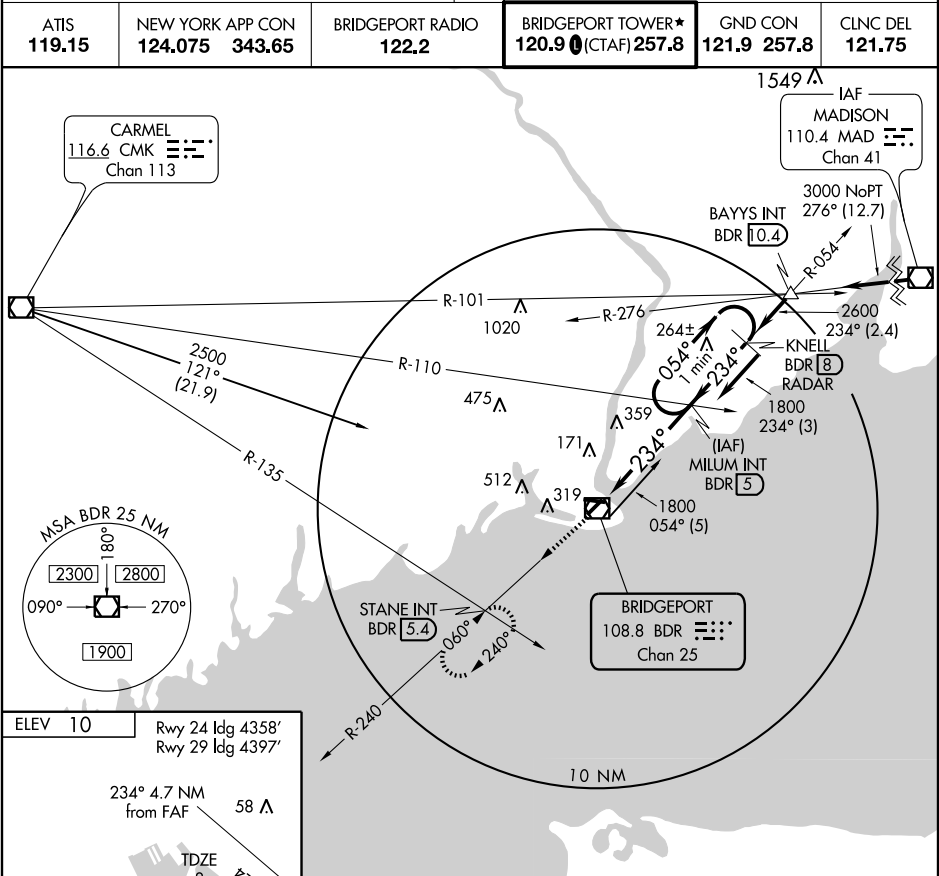 ATIS
119.15
NEW YORK APP CON
124.075 343.65
BRIDGEPORT RADIO
122.2
BRIDGEPORT TOWER★
120.9 L (CTAF) 257.8
GND CON
121.9 257.8
CLNC DEL
121.75
1549
IAF
MADISON
110.4 MAD
Chan 41
CARMEL
116.6 CMK
Chan 113
3000 NoPT
276° (12.7)
BAYYS INT
BDR 10.4
R-054
R-101
1020
R-276
2600
234° (2.4)
264±
054°
1 min
234°
KNELL
BDR 8
RADAR
2500
121°
(21.9)
R-110
1800
234° (3)
475
359
171
234°
(IAF)
MILUM INT
BDR 5
R-135
512
319
1800
054° (5)
MSA BDR 25 NM
180°
2300
2800
090°
270°
1900
STANE INT
BDR 5.4
060°
240°
BRIDGEPORT
108.8 BDR
Chan 25
R-240
10 NM
ELEV 10
Rwy 24 ldg 4358'
Rwy 29 ldg 4397'
234° 4.7 NM
from FAF
58
TDZE